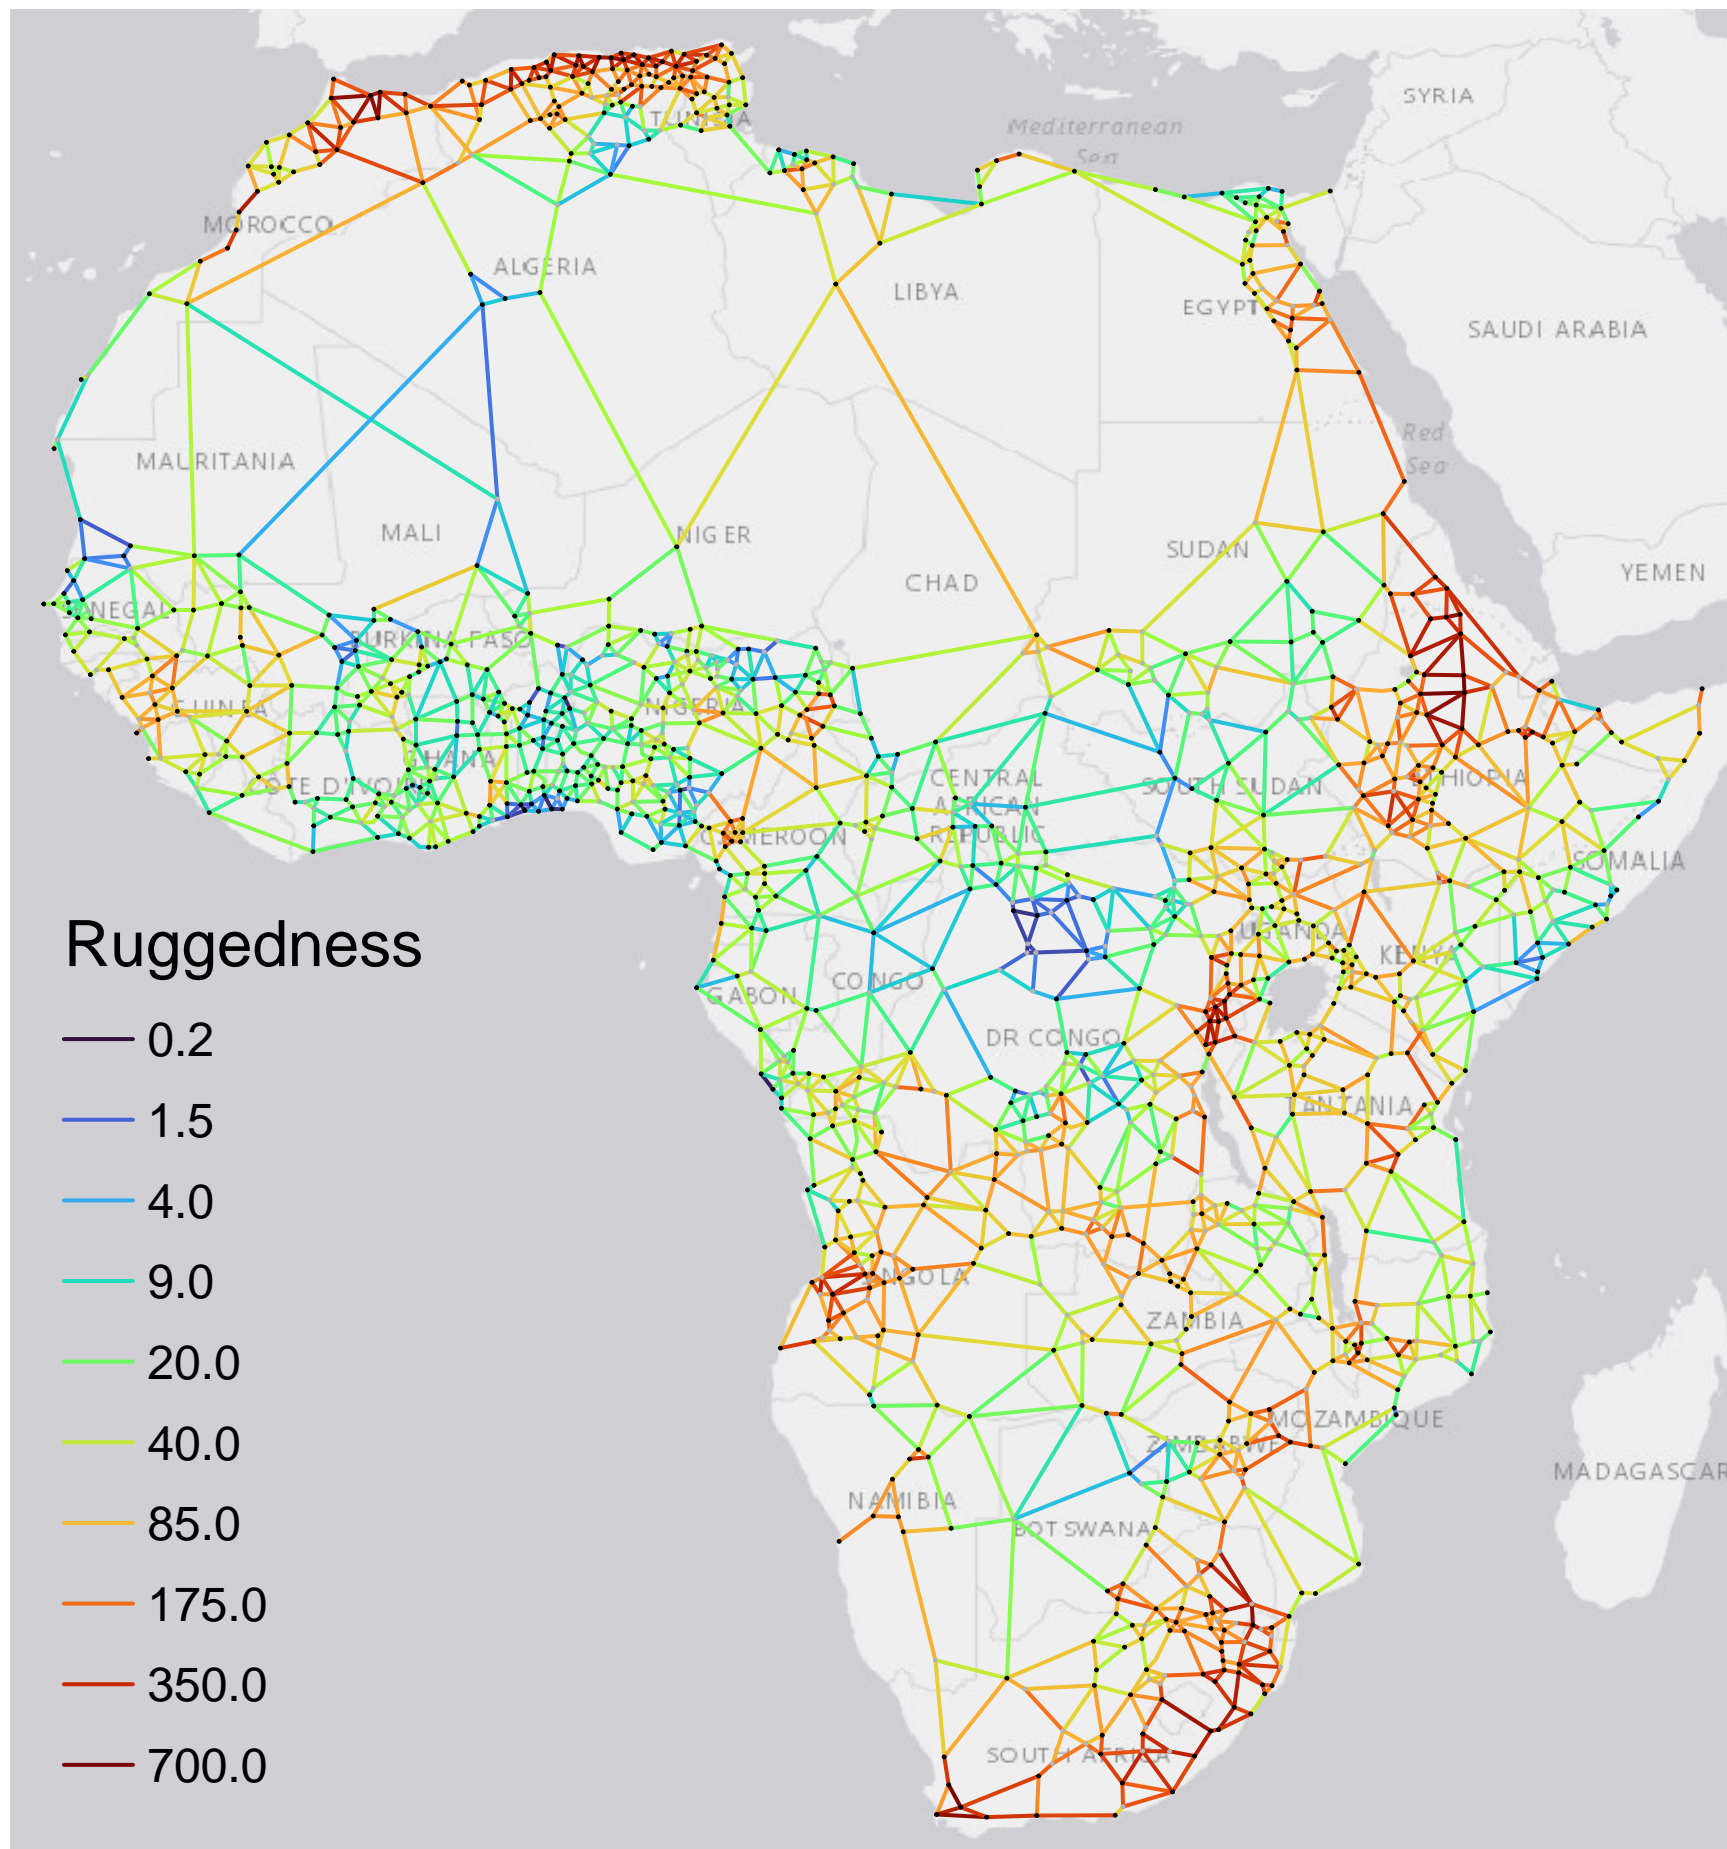 SYRIA
TUNISIA
Mediterranean
Sea
MOROCCO
ALGERIA
LIBYA
EGYPT
SAUDI ARABIA
Red
Sea
MAURITANIA
MALI
NIGER
SUDAN
CHAD
YEMEN
SENEGAL
BURKINA FASO
GUINEA
NIGERIA
GHANA
CÔTE D'IVOIRE
CENTRAL
AFRICAN
REPUBLIC
SOUTH SUDAN
ETHIOPIA
CAMEROON
SOMALIA
UGANDA
KENYA
CONGO
GABON
DR CONGO
TANZANIA
ANGOLA
ZAMBIA
MOZAMBIQUE
ZIMBABWE
MADAGASCAR
NAMIBIA
BOTSWANA
SOUTH AFRICA
Ruggedness
0.2
1.5
4.0
9.0
20.0
40.0
85.0
175.0
350.0
700.0